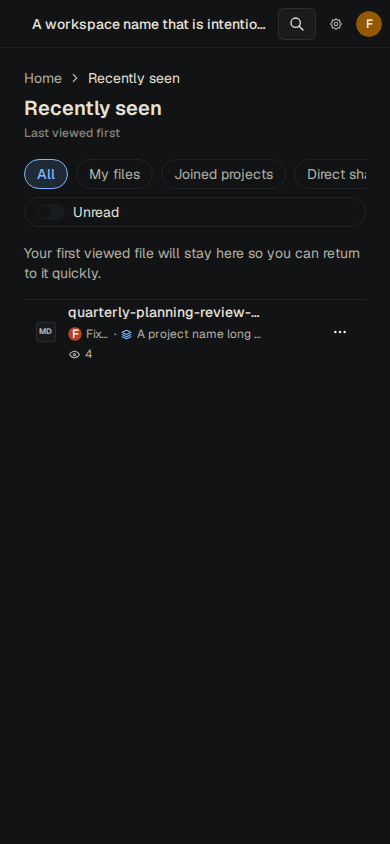 A workspace name that is intentio…
F
Home > Recently seen
Recently seen
Last viewed first
All
My files
Joined projects
Direct sha
Unread
Your first viewed file will stay here so you can return
to it quickly.
MD
quarterly-planning-review-…
F Fix… · A project name long …
4